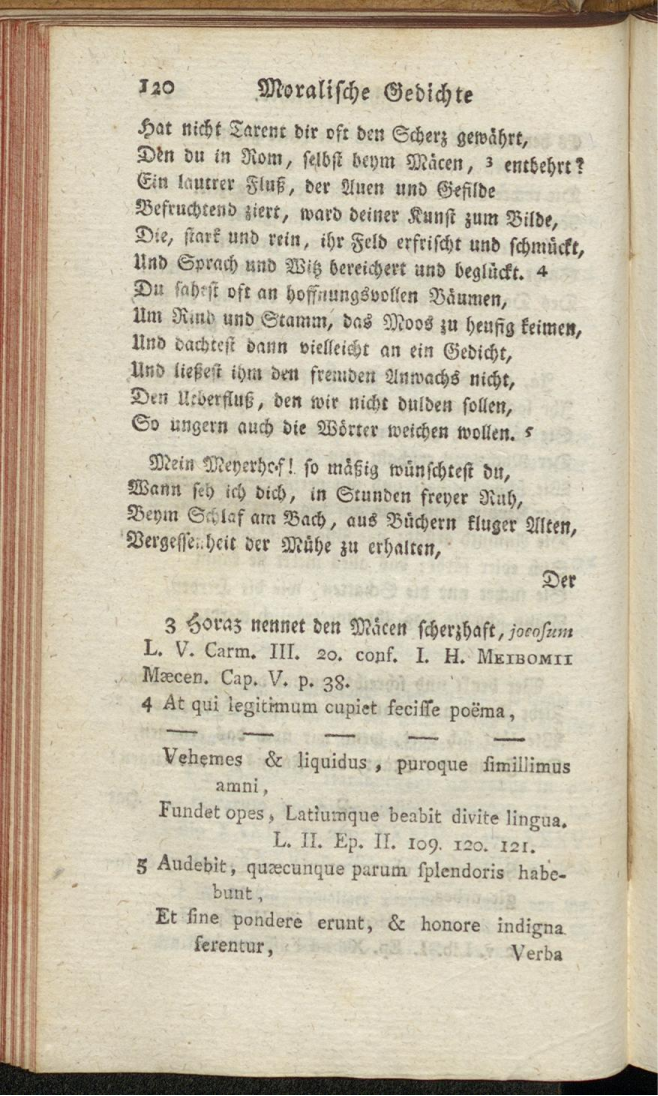 120 Moralische Gedichte
Hat nicht Tarent dir oft den Scherz gewährt,
Den du in Rom, selbst beym Mäcen, 3 entbehrt?
Ein lautrer Fluß, der Auen und Gefilde
Befruchtend ziert, ward deiner Kunst zum Bilde,
Die, stark und rein, ihr Feld erfrischt und schmückt,
Und Sprach und Witz bereichert und beglückt. 4
Du sahest oft an hoffnungsvollen Bäumen,
Um Rind und Stamm, das Moos zu heufig keimen,
Und dachtest dann vielleicht an ein Gedicht,
Und ließest ihm den fremden Anwachs nicht,
Den Ueberfluß, den wir nicht dulden sollen,
So ungern auch die Wörter weichen wollen. 5
Mein Meyerhof! so mäßig wünschtest du,
Wann seh ich dich, in Stunden freyer Ruh,
Beym Schlaf am Bach, aus Büchern kluger Alten,
Vergessenheit der Mühe zu erhalten,
Der
3 Horaz nennet den Mäcen scherzhaft, jocosum
L. V. Carm. III. 20. conf. I. H. MEIBOMII
Mæcen. Cap. V. p. 38.
4 At qui legitimum cupiet fecisse poëma,
— — — — —
Vehemes & liquidus, puroque simillimus
amni,
Fundet opes, Latiumque beabit divite lingua.
L. II. Ep. II. 109. 120. 121.
5 Audebit, quæcunque parum splendoris habe-
bunt,
Et sine pondere erunt, & honore indigna
ferentur,
Verba